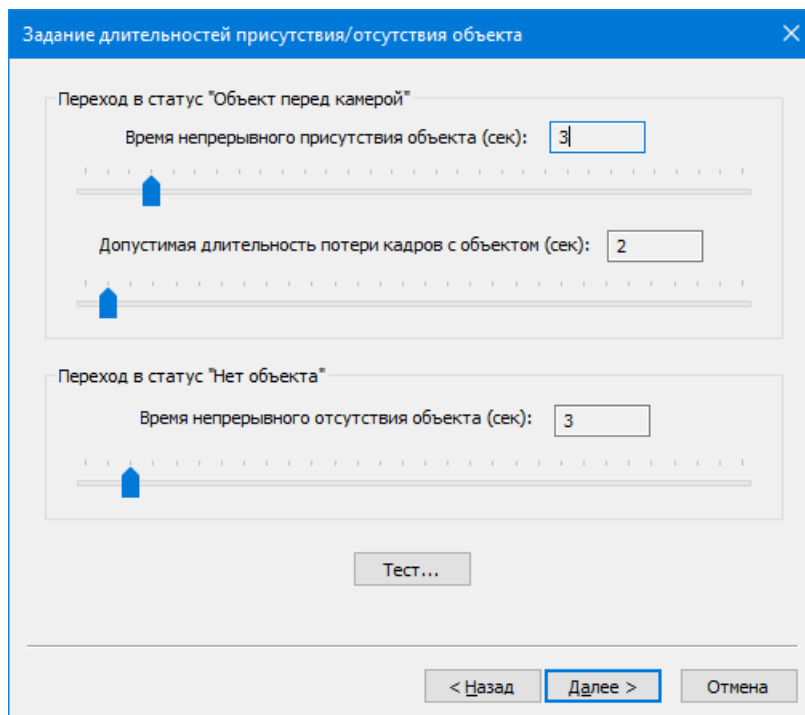 Задание длительностей присутствия/отсутствия объекта
Переход в статус "Объект перед камерой"
Время непрерывного присутствия объекта (сек): 3
Допустимая длительность потери кадров с объектом (сек): 2
Переход в статус "Нет объекта"
Время непрерывного отсутствия объекта (сек): 3
Тест...
< Назад Далее > Отмена